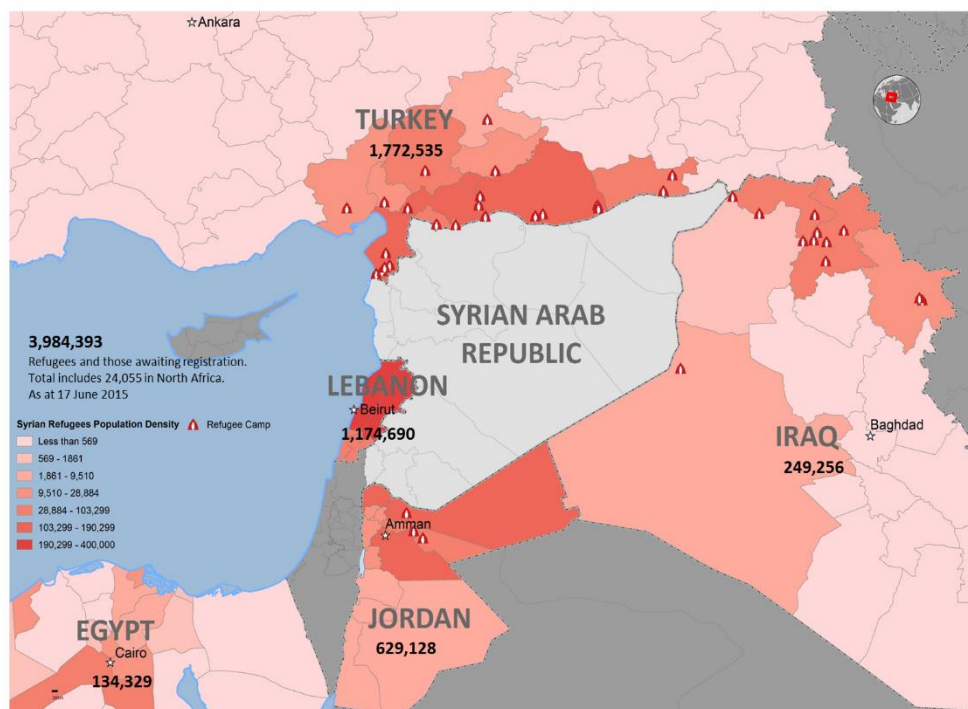 Ankara
TURKEY
1,772,535
SYRIAN ARAB
REPUBLIC
3,984,393
Refugees and those awaiting registration.
Total includes 24,055 in North Africa.
As at 17 June 2015
LEBANON
Beirut
1,174,690
Syrian Refugees Population Density
Refugee Camp
Less than 569
569 - 1861
1,861 - 9,510
9,510 - 28,884
28,884 - 103,299
103,299 - 190,299
190,299 - 400,000
IRAQ
Baghdad
249,256
Amman
JORDAN
629,128
EGYPT
Cairo
134,329